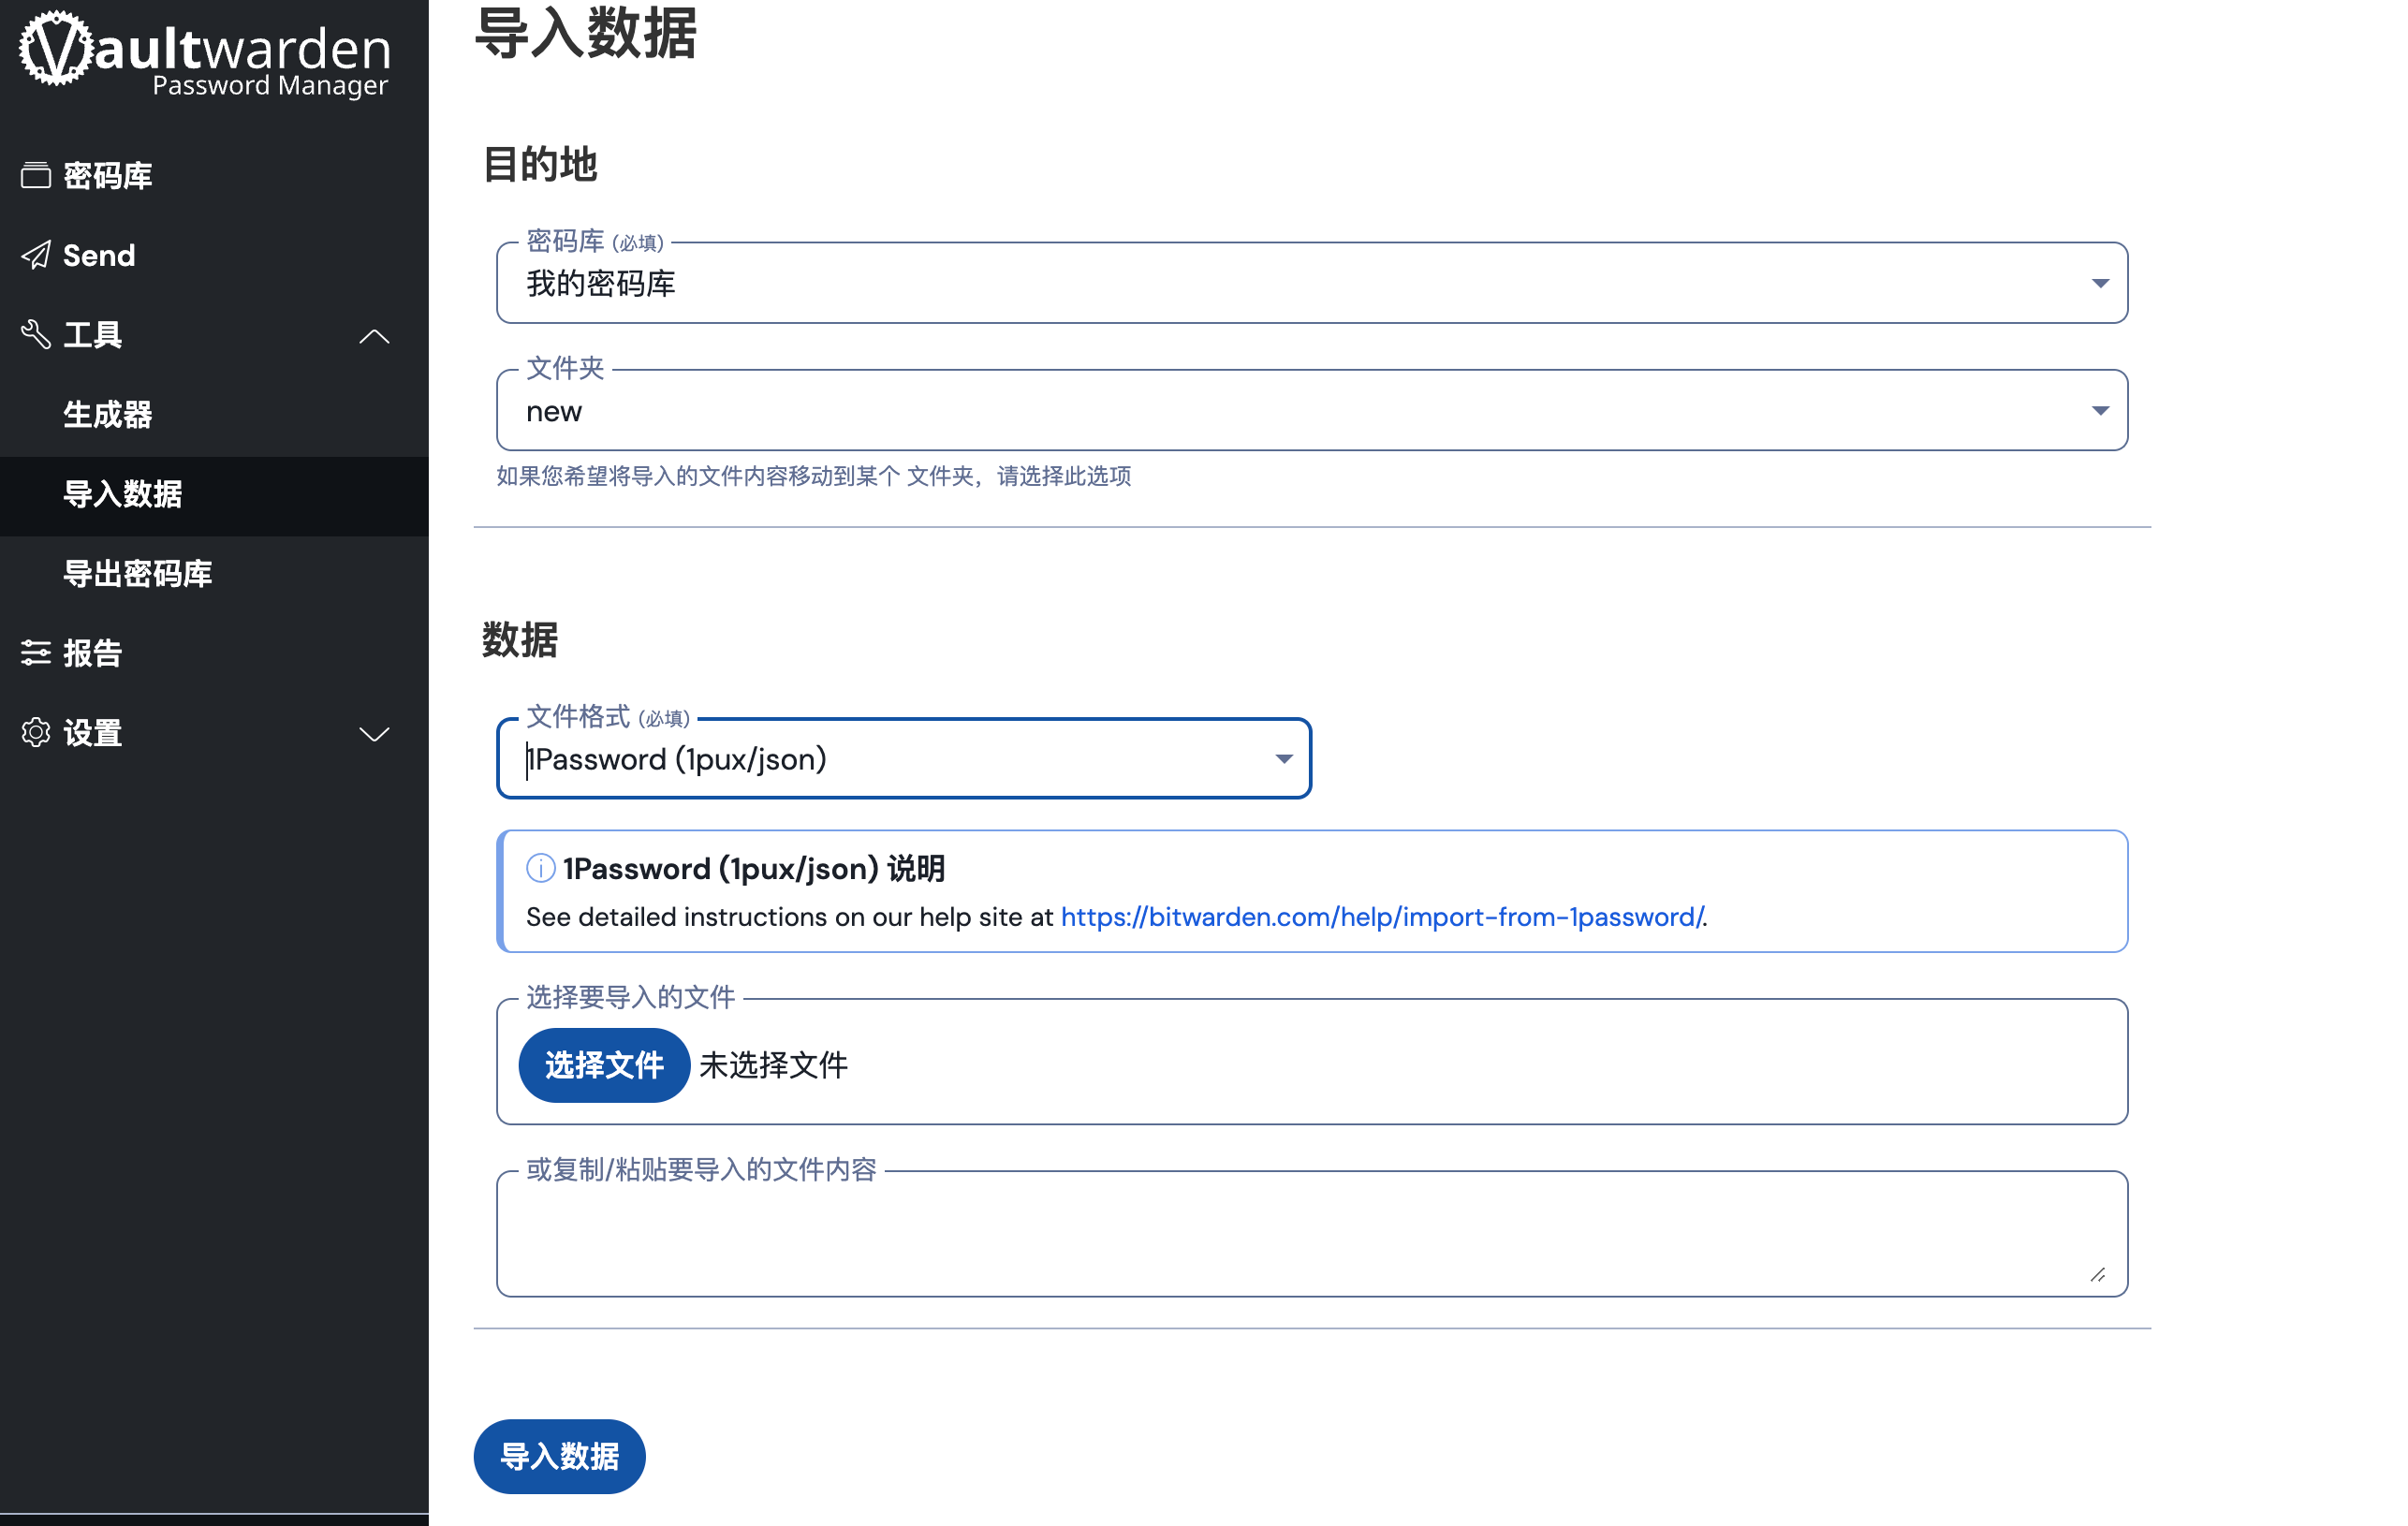 Vaultwarden
Password Manager
密码库
Send
工具
生成器
导入数据
导出密码库
报告
设置
导入数据
目的地
密码库 (必填)
我的密码库
文件夹
new
如果您希望将导入的文件内容移动到某个 文件夹，请选择此选项
数据
文件格式 (必填)
1Password (1pux/json)
1Password (1pux/json) 说明
See detailed instructions on our help site at https://bitwarden.com/help/import-from-1password/.
选择要导入的文件
选择文件 未选择文件
或复制/粘贴要导入的文件内容
导入数据